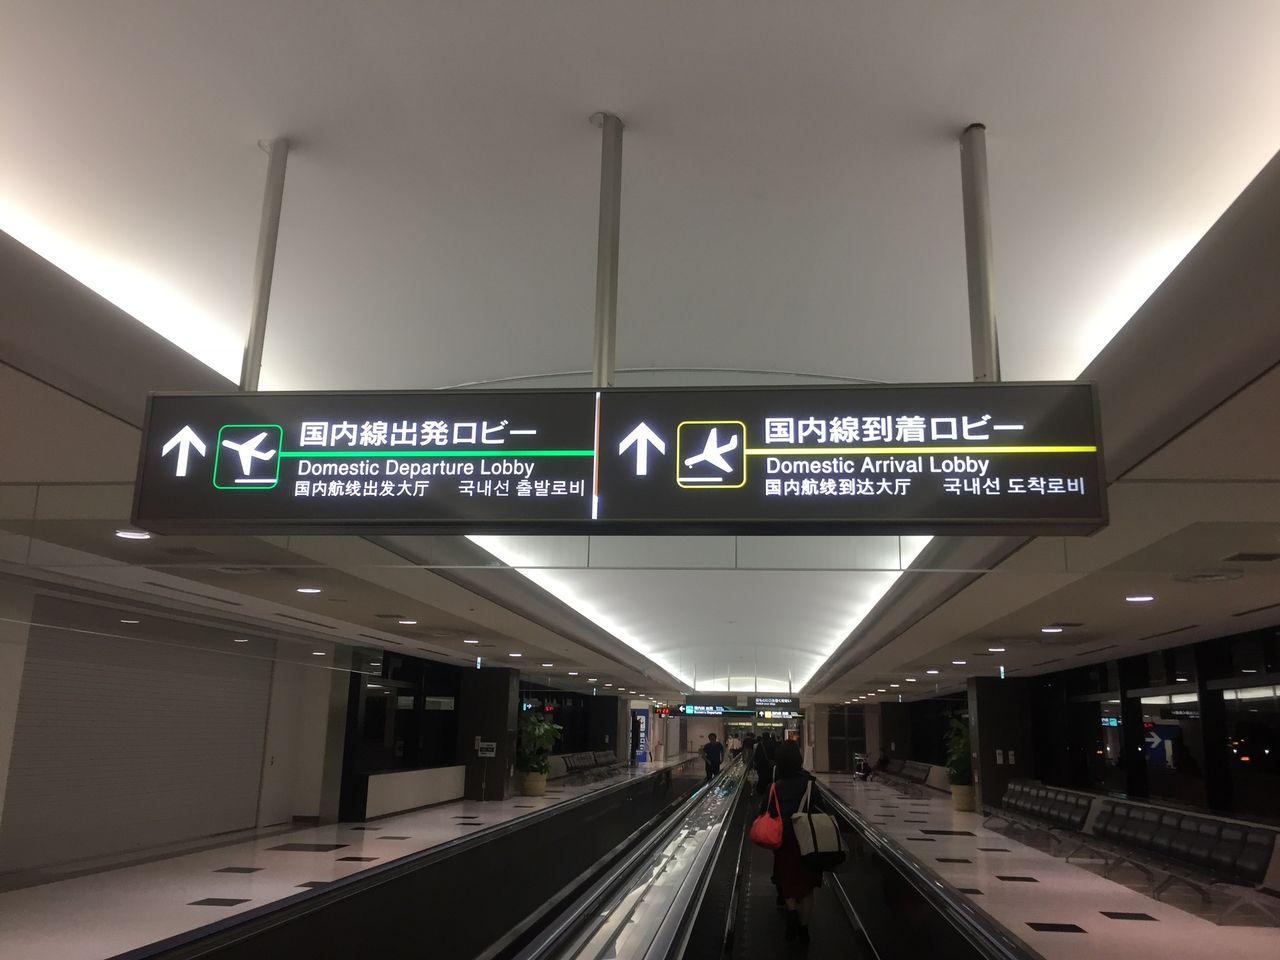 国内線出発ロビー
Domestic Departure Lobby
国内航线出发大厅 국내선 출발로비
国内線到着ロビー
Domestic Arrival Lobby
国内航线到达大厅 국내선 도착로비